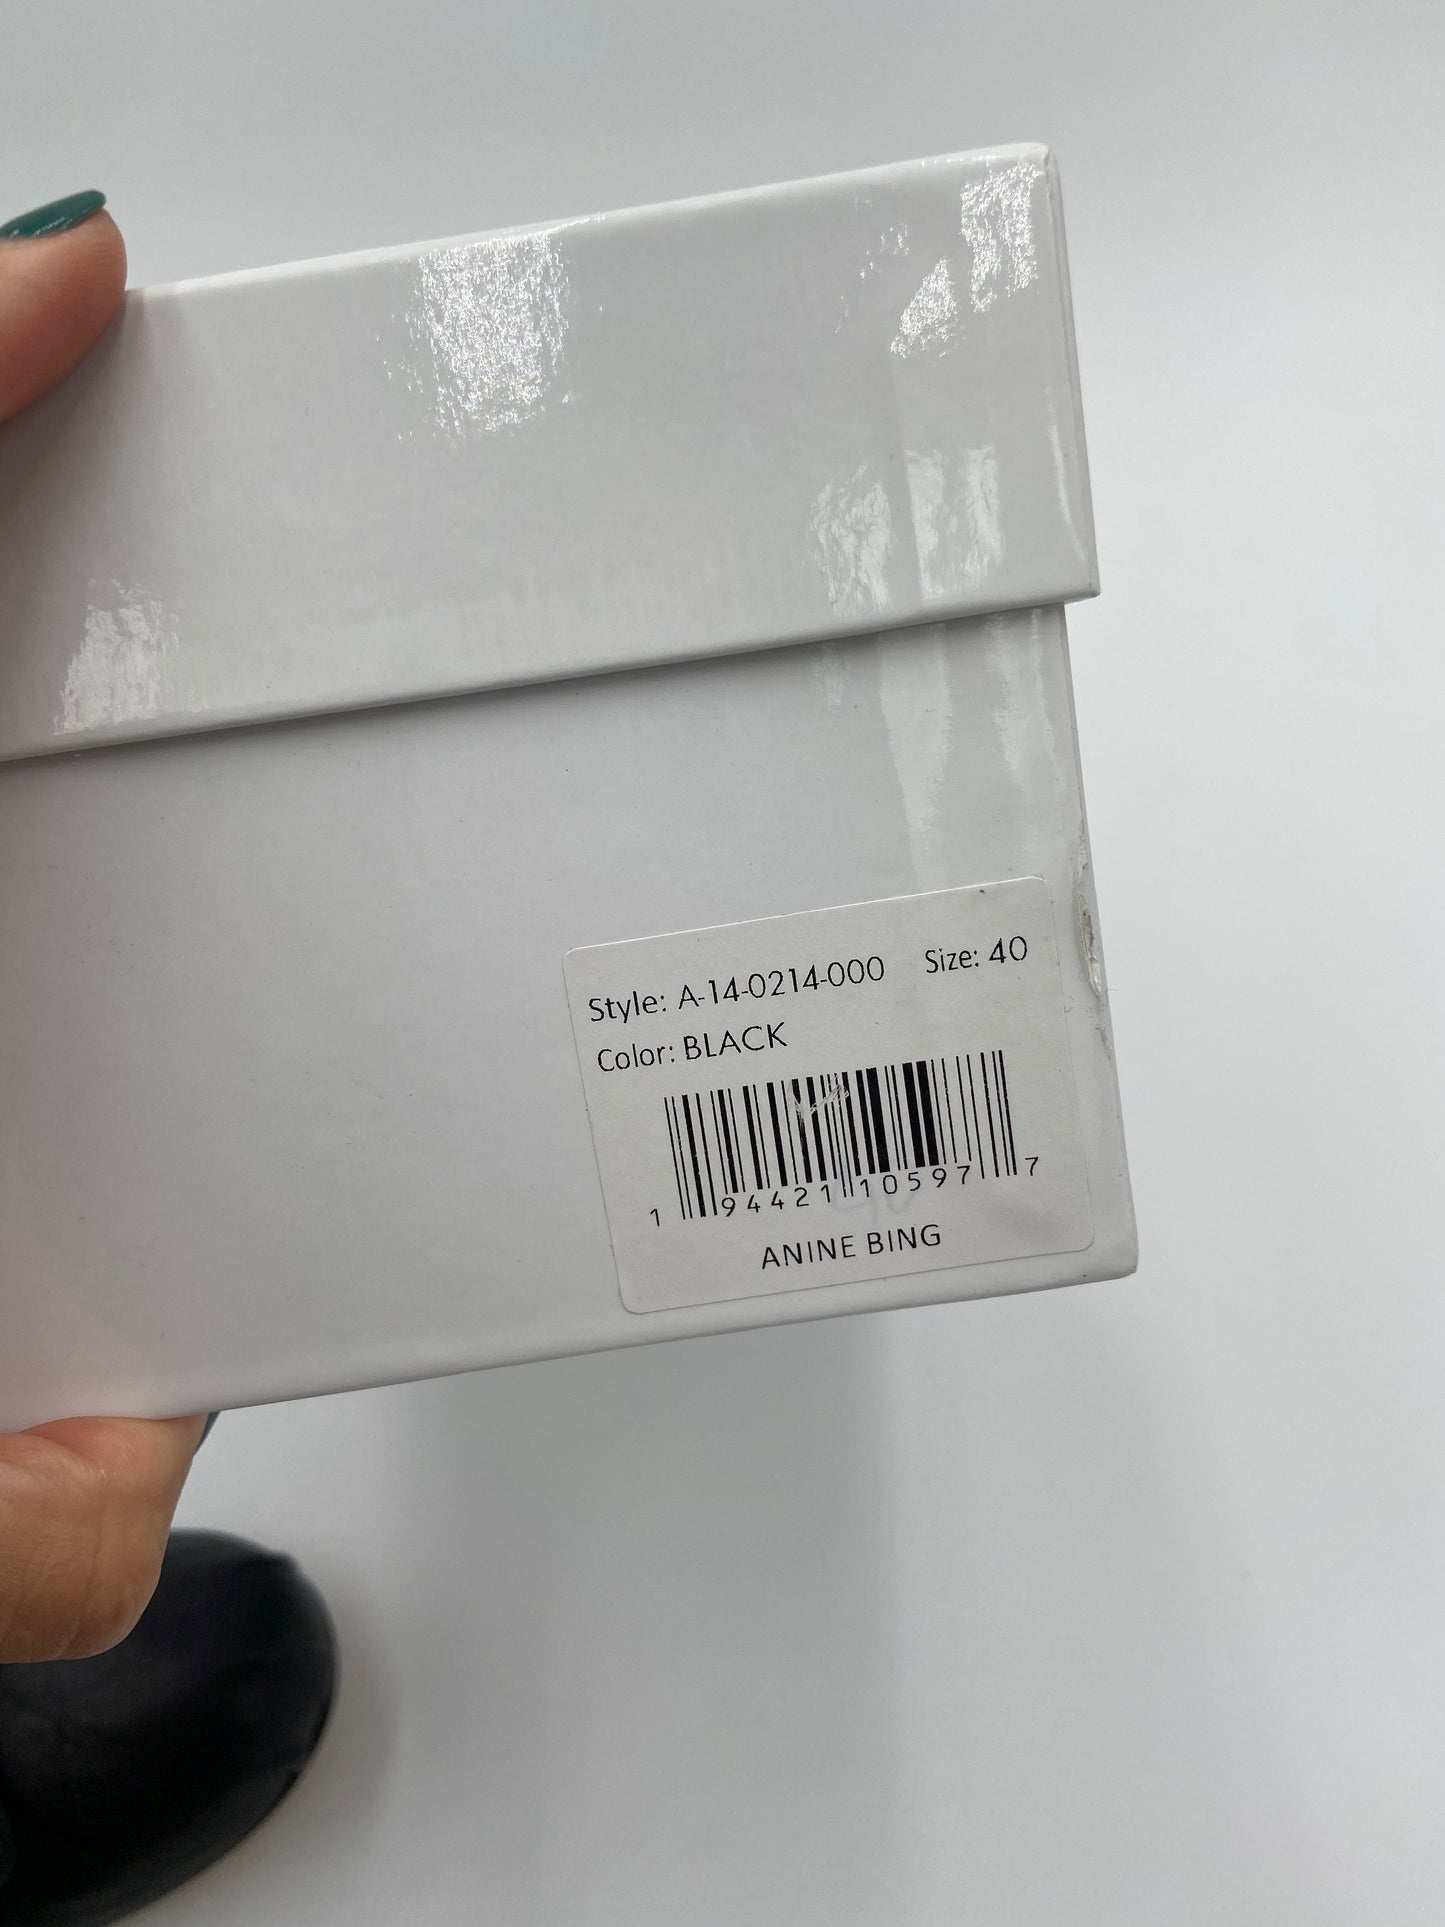 Style: A-14-0214-000 Size: 40
Color: BLACK
1 94421 10597 7
ANINE BING